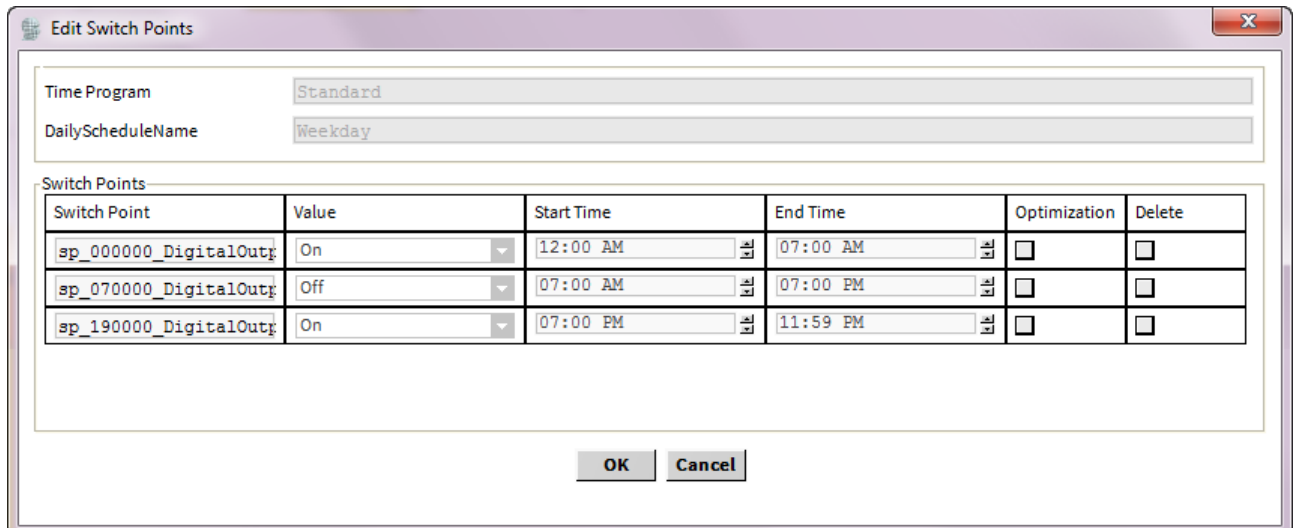 Edit Switch Points
x
Time Program Standard
DailyScheduleName Weekday
Switch Points
Switch Point Value Start Time End Time Optimization Delete
sp_000000_DigitalOutp On 12:00 AM 07:00 AM
sp_070000_DigitalOutp Off 07:00 AM 07:00 PM
sp_190000_DigitalOutp On 07:00 PM 11:59 PM
OK Cancel